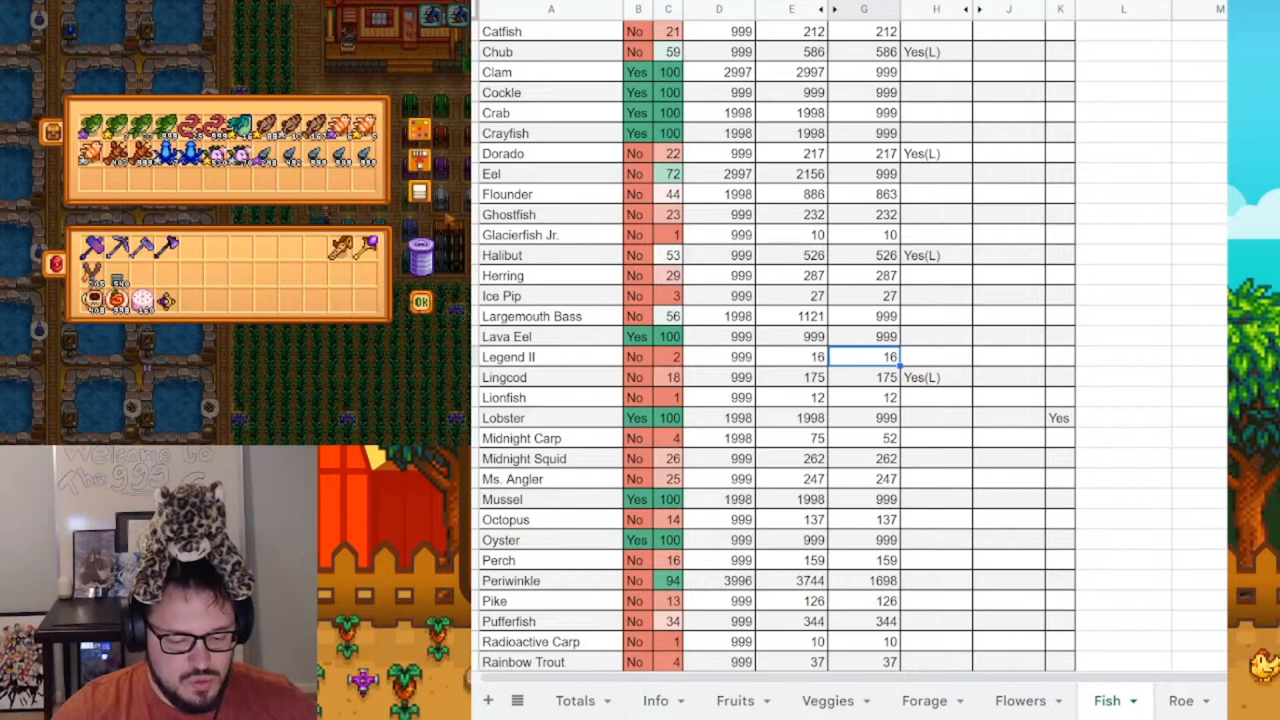 A B C D E G H J K L M
Catfish No 21 999 212 212
Chub No 59 999 586 586 Yes(L)
Clam Yes 100 2997 2997 999
Cockle Yes 100 999 999 999
Crab Yes 100 1998 1998 999
Crayfish Yes 100 1998 1998 999
Dorado No 22 999 217 217 Yes(L)
Eel No 72 2997 2156 999
Flounder No 44 1998 886 863
Ghostfish No 23 999 232 232
Glacierfish Jr. No 1 999 10 10
Halibut No 53 999 526 526 Yes(L)
Herring No 29 999 287 287
Ice Pip No 3 999 27 27
Largemouth Bass No 56 1998 1121 999
Lava Eel Yes 100 999 999 999
Legend II No 2 999 16 16
Lingcod No 18 999 175 175 Yes(L)
Lionfish No 1 999 12 12
Lobster Yes 100 1998 1998 999 Yes
Midnight Carp No 4 1998 75 52
Midnight Squid No 26 999 262 262
Ms. Angler No 25 999 247 247
Mussel Yes 100 1998 1998 999
Octopus No 14 999 137 137
Oyster Yes 100 999 999 999
Perch No 16 999 159 159
Periwinkle No 94 3996 3744 1698
Pike No 13 999 126 126
Pufferfish No 34 999 344 344
Radioactive Carp No 1 999 10 10
Rainbow Trout No 4 999 37 37
+ Totals Info Fruits Veggies Forage Flowers Fish Roe
OK
Welcome to
The 999